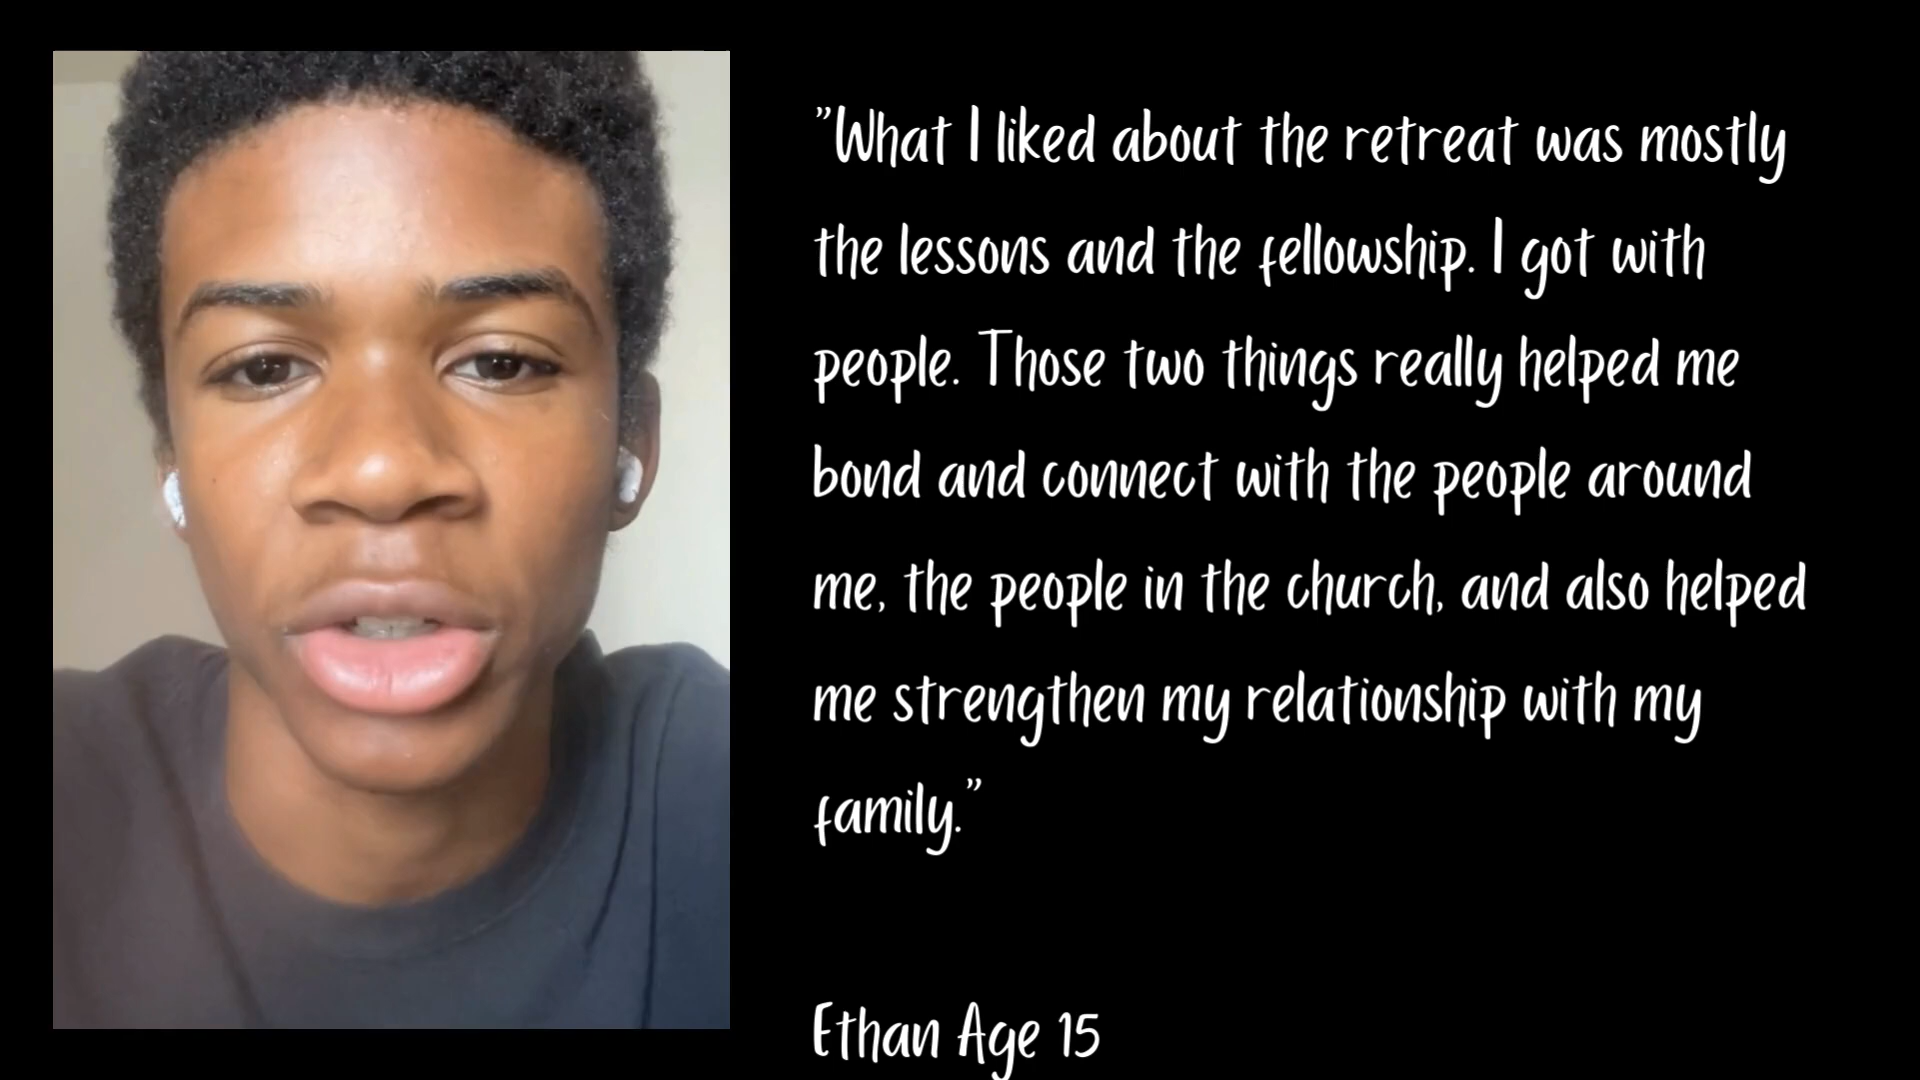 "What I liked about the retreat was mostly
the lessons and the fellowship. I got with
people. Those two things really helped me
bond and connect with the people around
me, the people in the church, and also helped
me strengthen my relationship with my
family."
Ethan Age 15